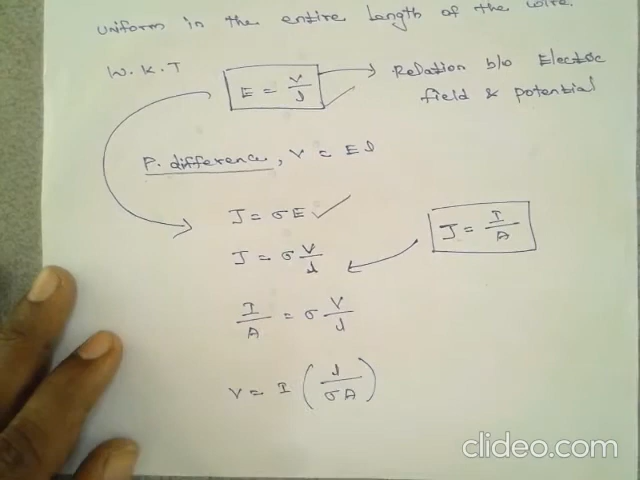 uniform in the entire length of the wire.
W.K.T
E = V/l → Relation b/w Electric
field & potential
P. difference, V = El
J = σE ✓
J = σ V/l
J = I/A
I/A = σ V/l
V = I (l/σA)
clideo.com